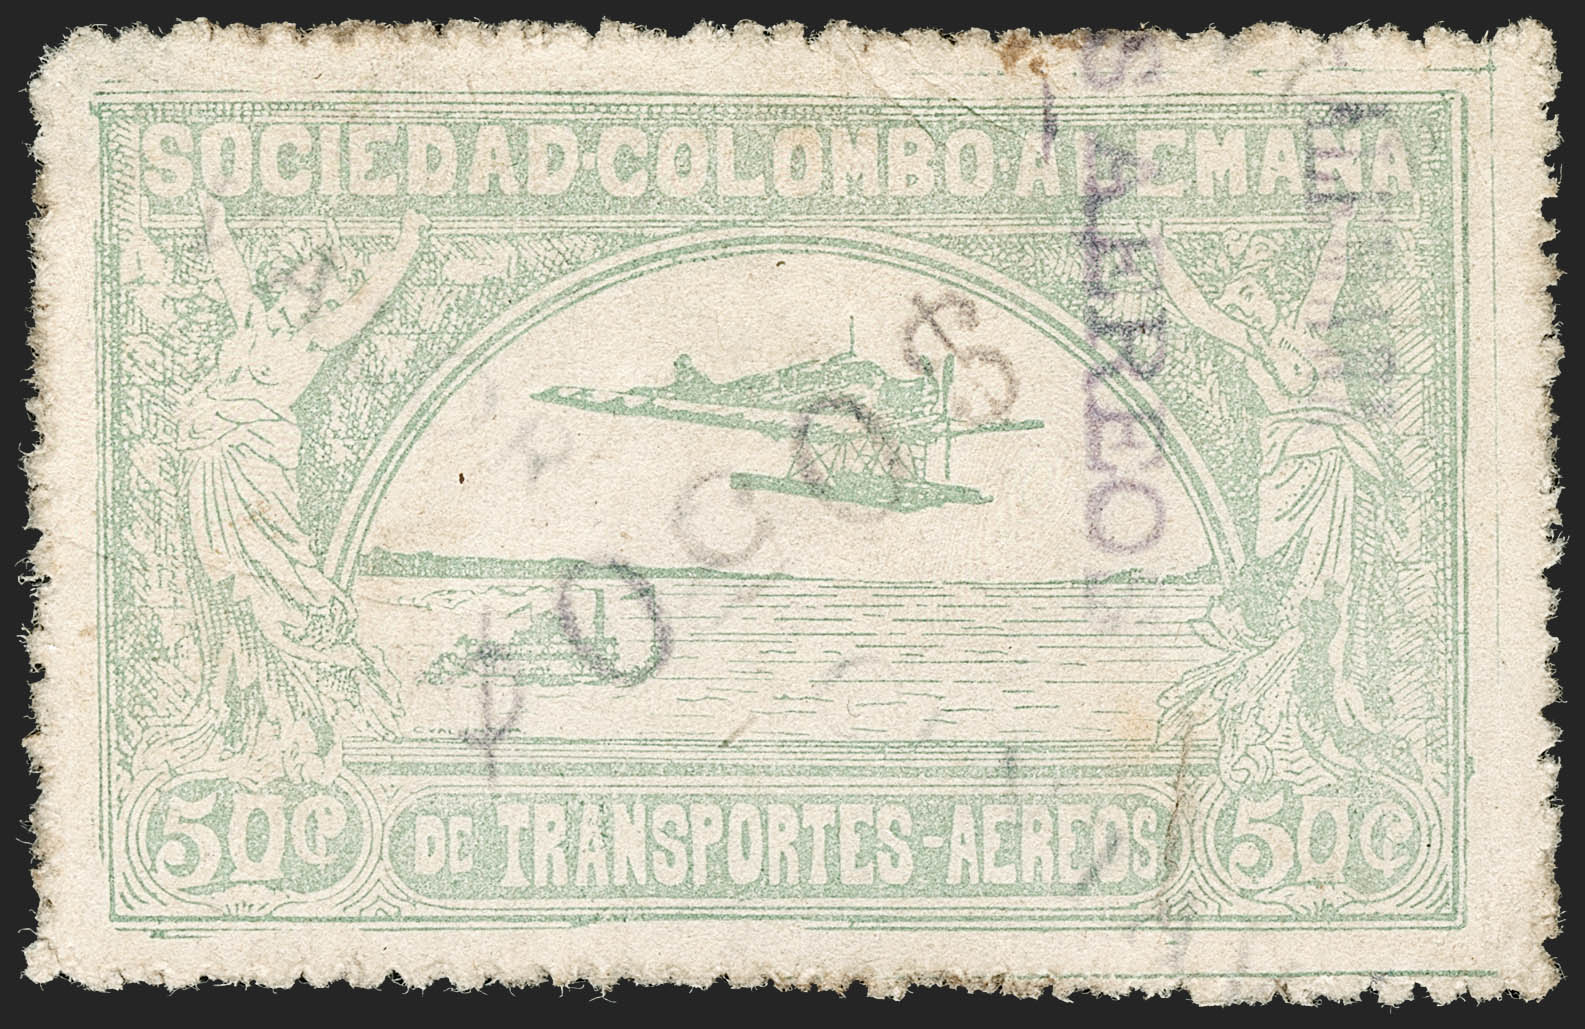 SOCIEDAD·COLOMBO·ALEMANA
50¢ DE TRANSPORTES-AEREOS 50¢